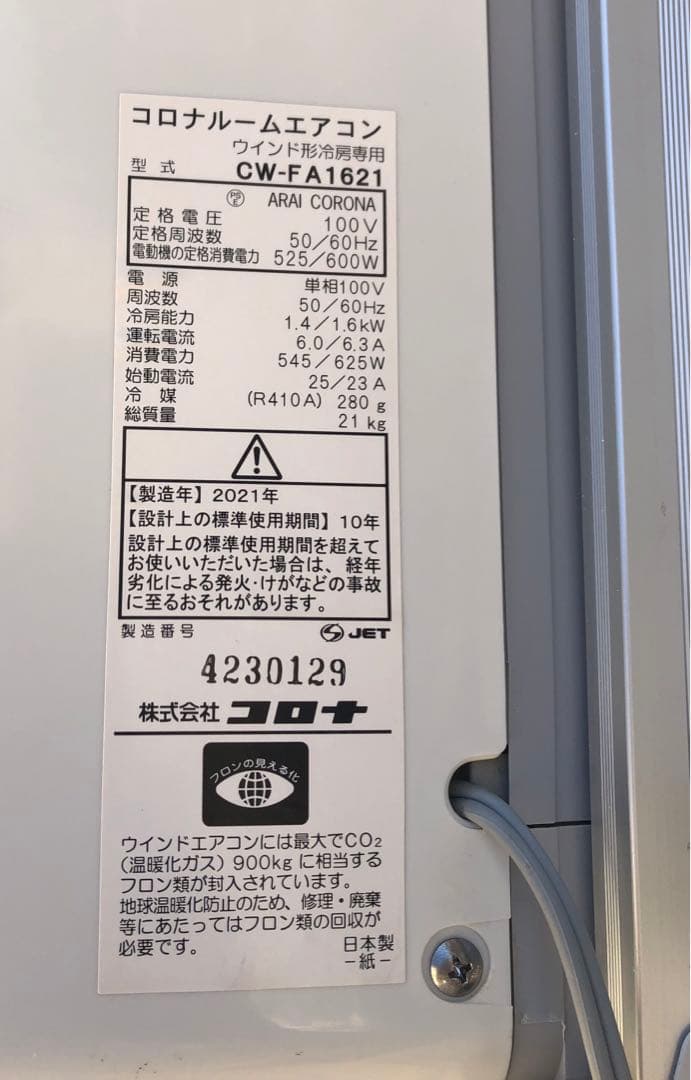 コロナルームエアコン
ウインド形冷房専用
型式 CW-FA1621
PS E ARAI CORONA
定格電圧 100V
定格周波数 50/60Hz
電動機の定格消費電力 525/600W
電源 単相100V
周波数 50/60Hz
冷房能力 1.4/1.6kW
運転電流 6.0/6.3A
消費電力 545/625W
始動電流 25/23A
冷媒 (R410A) 280g
総質量 21kg
【製造年】2021年
【設計上の標準使用期間】10年
設計上の標準使用期間を超えて
お使いいただいた場合は、経年
劣化による発火・けがなどの事故
に至るおそれがあります。
製造番号 JET
4230129
株式会社 コロナ
フロンの見える化
ウインドエアコンには最大でCO₂
(温暖化ガス)900kgに相当する
フロン類が封入されています。
地球温暖化防止のため、修理・廃棄
等にあたってはフロン類の回収が
必要です。
日本製
-紙-